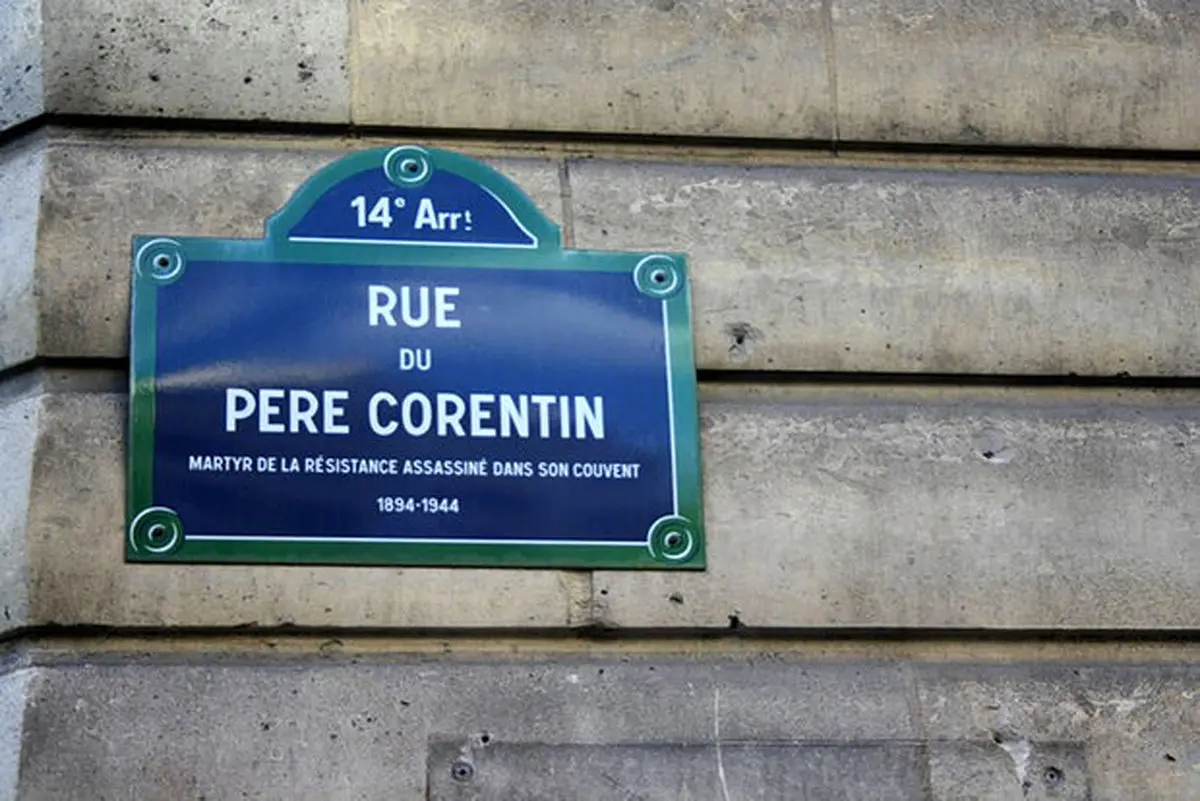 14e Arrt
RUE
DU
PERE CORENTIN
MARTYR DE LA RÉSISTANCE ASSASSINÉ DANS SON COUVENT
1894-1944